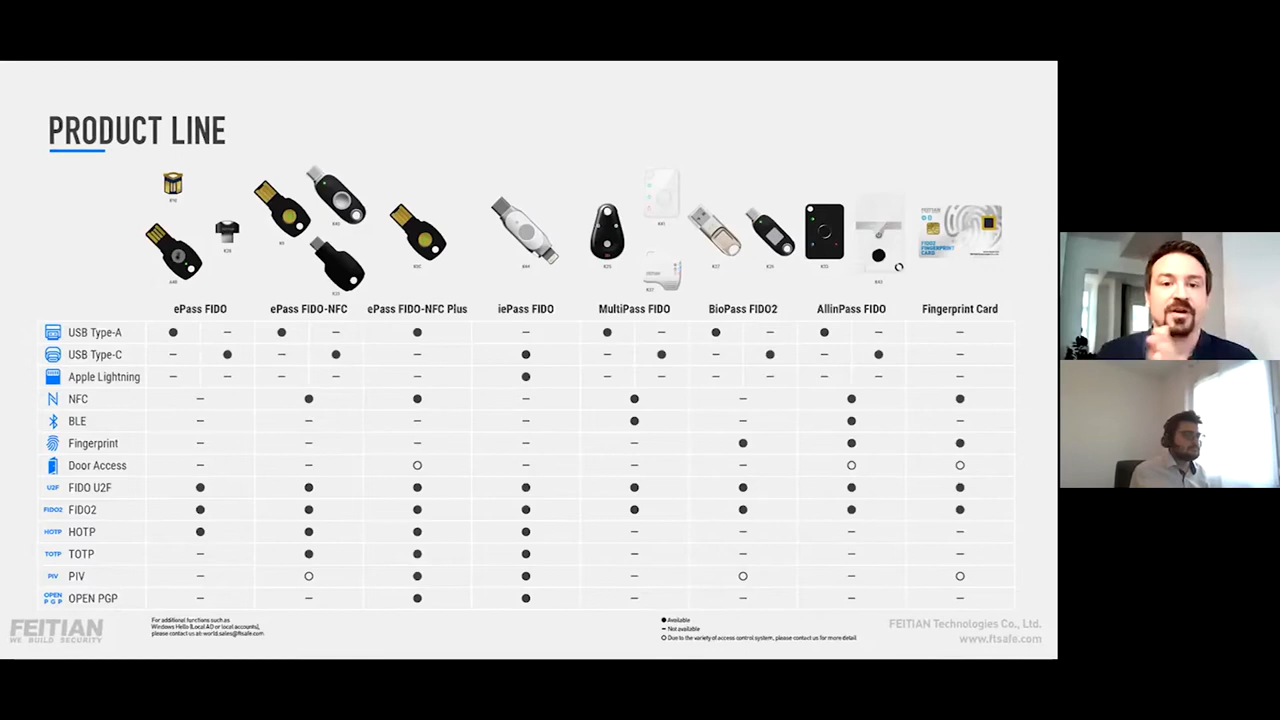 PRODUCT LINE
ePass FIDO
ePass FIDO-NFC
ePass FIDO-NFC Plus
iePass FIDO
MultiPass FIDO
BioPass FIDO2
AllinPass FIDO
Fingerprint Card
USB Type-A
USB Type-C
Apple Lightning
NFC
BLE
Fingerprint
Door Access
U2F FIDO U2F
FIDO2 FIDO2
HOTP HOTP
TOTP TOTP
PIV PIV
OPEN PGP OPEN PGP
FEITIAN
WE BUILD SECURITY
For additional functions such as
Windows Hello (Local AD or local accounts),
please contact us at: world.sales@ftsafe.com
Available
Not available
Due to the variety of access control system, please contact us for more detail
FEITIAN Technologies Co., Ltd.
www.ftsafe.com